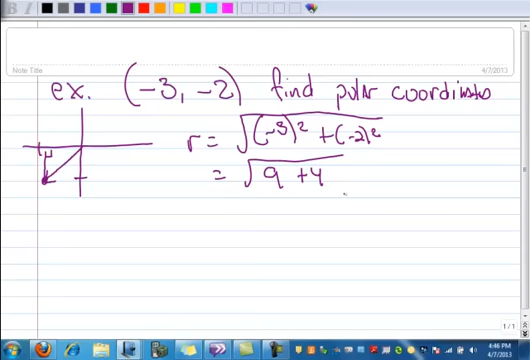 B I
Note Title
4/7/2013
ex. (-3, -2) find polar coordinates
r = √(-3)² + (-2)²
= √9 + 4
1 / 1
4:46 PM
4/7/2013